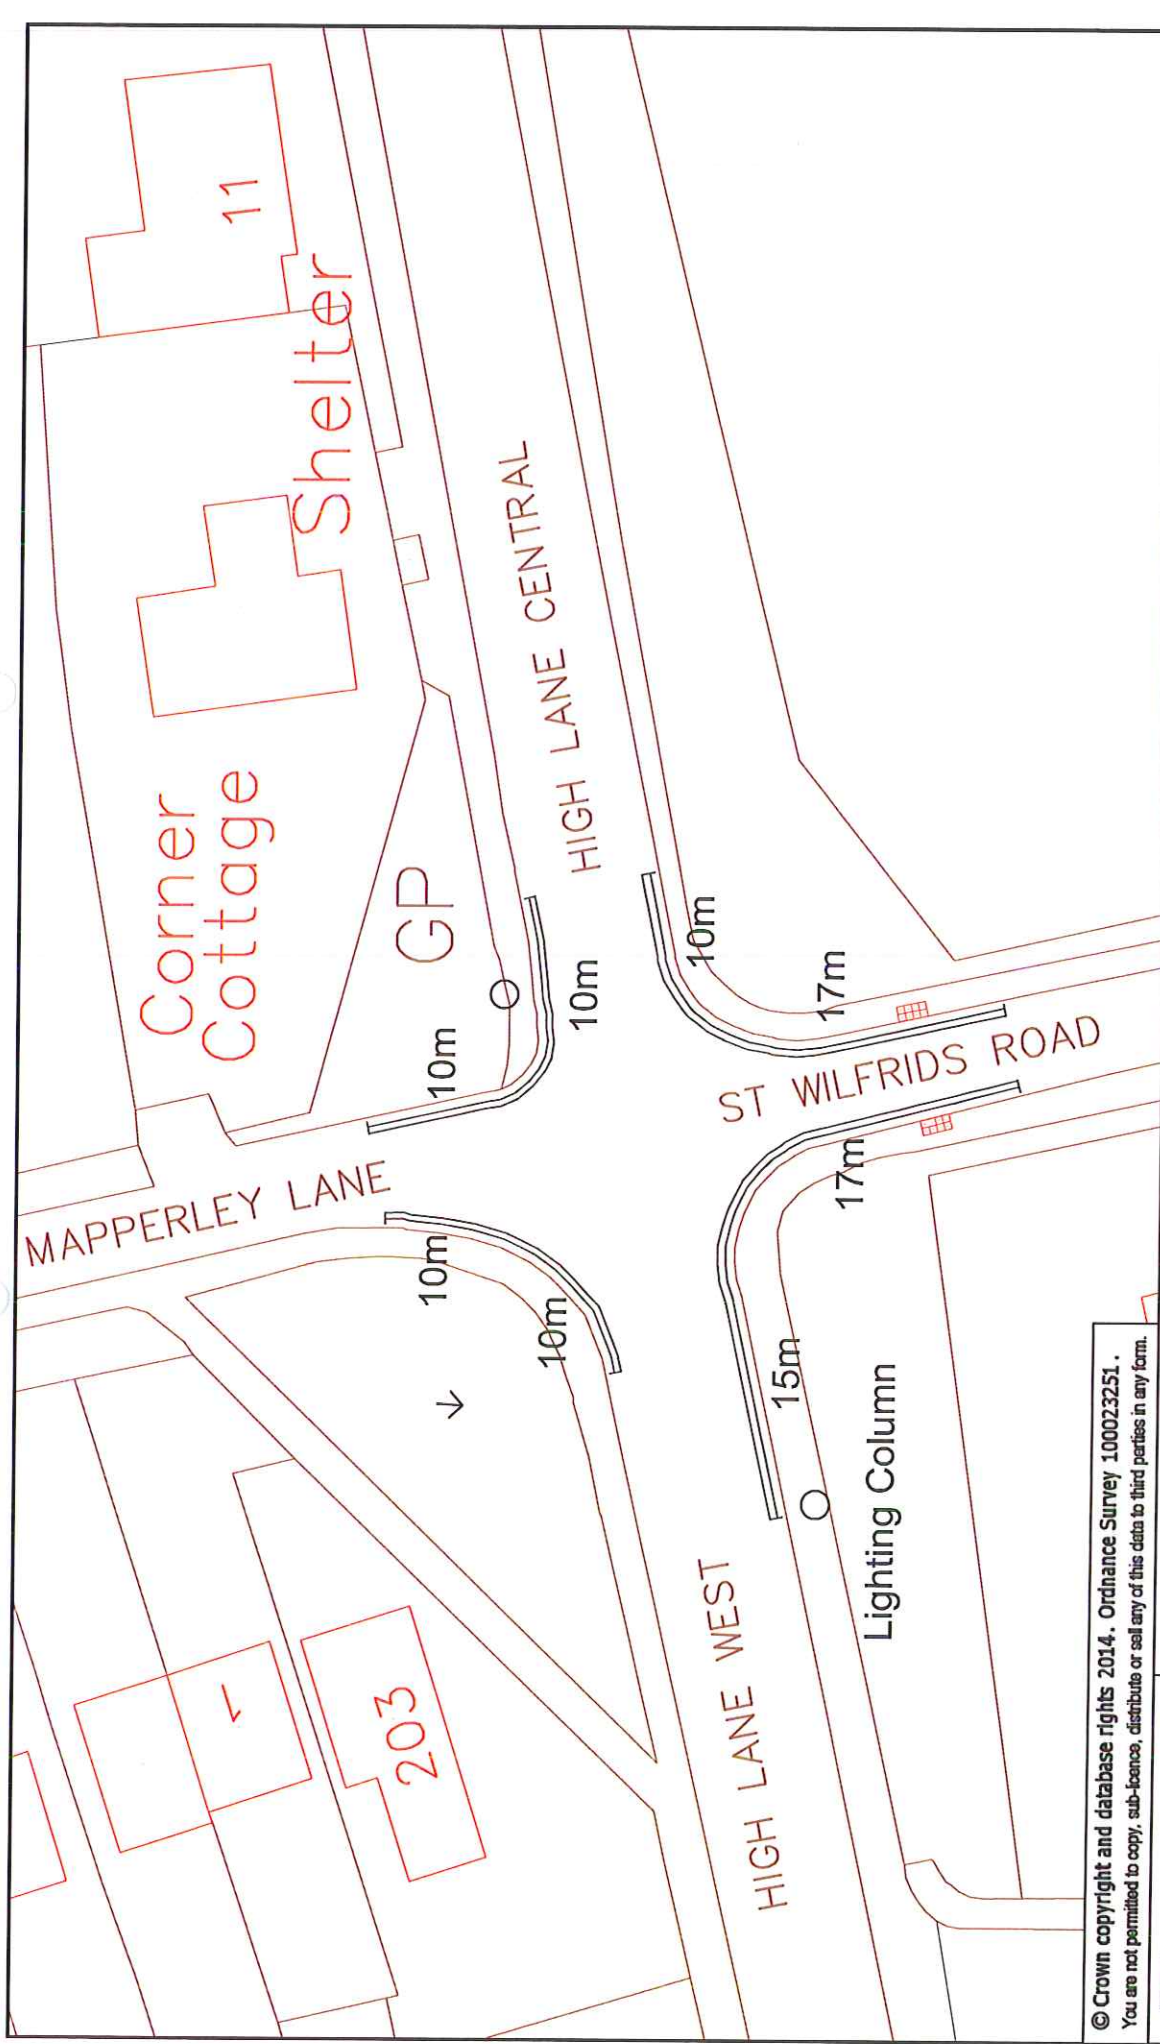 11
Shelter
Corner
Cottage
GP
HIGH LANE CENTRAL
10m
10m
10m
17m
MAPPERLEY LANE
ST WILFRIDS ROAD
10m
10m
17m
15m
Lighting Column
HIGH LANE WEST
1
203
© Crown copyright and database rights 2014. Ordnance Survey 100023251.
You are not permitted to copy, sub-licence, distribute or sell any of this data to third parties in any form.